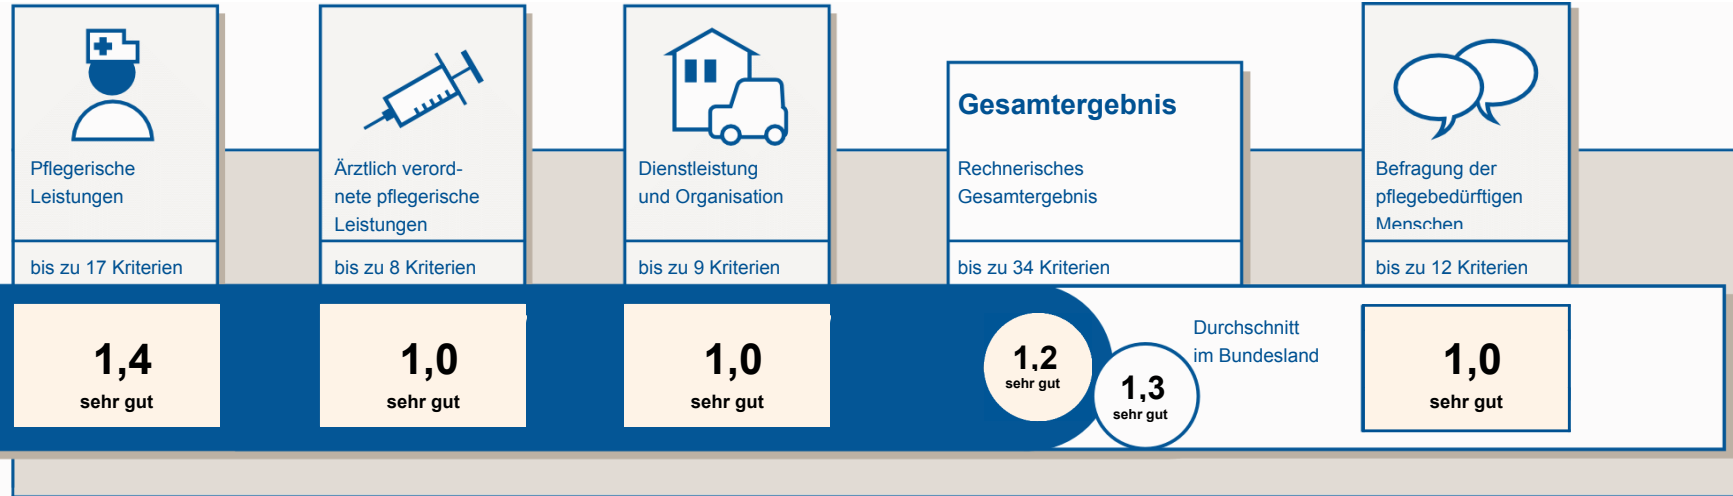 Pflegerische
Leistungen
bis zu 17 Kriterien
1,4
sehr gut
Ärztlich verord-
nete pflegerische
Leistungen
bis zu 8 Kriterien
1,0
sehr gut
Dienstleistung
und Organisation
bis zu 9 Kriterien
1,0
sehr gut
Gesamtergebnis
Rechnerisches
Gesamtergebnis
bis zu 34 Kriterien
1,2
sehr gut
1,3
sehr gut
Durchschnitt
im Bundesland
Befragung der
pflegebedürftigen
Menschen
bis zu 12 Kriterien
1,0
sehr gut